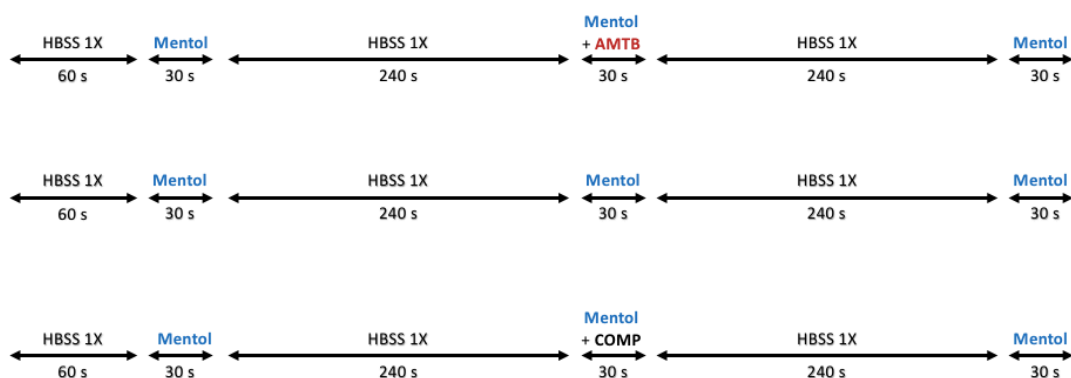 Mentol
HBSS 1X Mentol HBSS 1X + AMTB HBSS 1X Mentol
60 s 30 s 240 s 30 s 240 s 30 s
HBSS 1X Mentol HBSS 1X Mentol HBSS 1X Mentol
60 s 30 s 240 s 30 s 240 s 30 s
Mentol
HBSS 1X Mentol HBSS 1X + COMP HBSS 1X Mentol
60 s 30 s 240 s 30 s 240 s 30 s